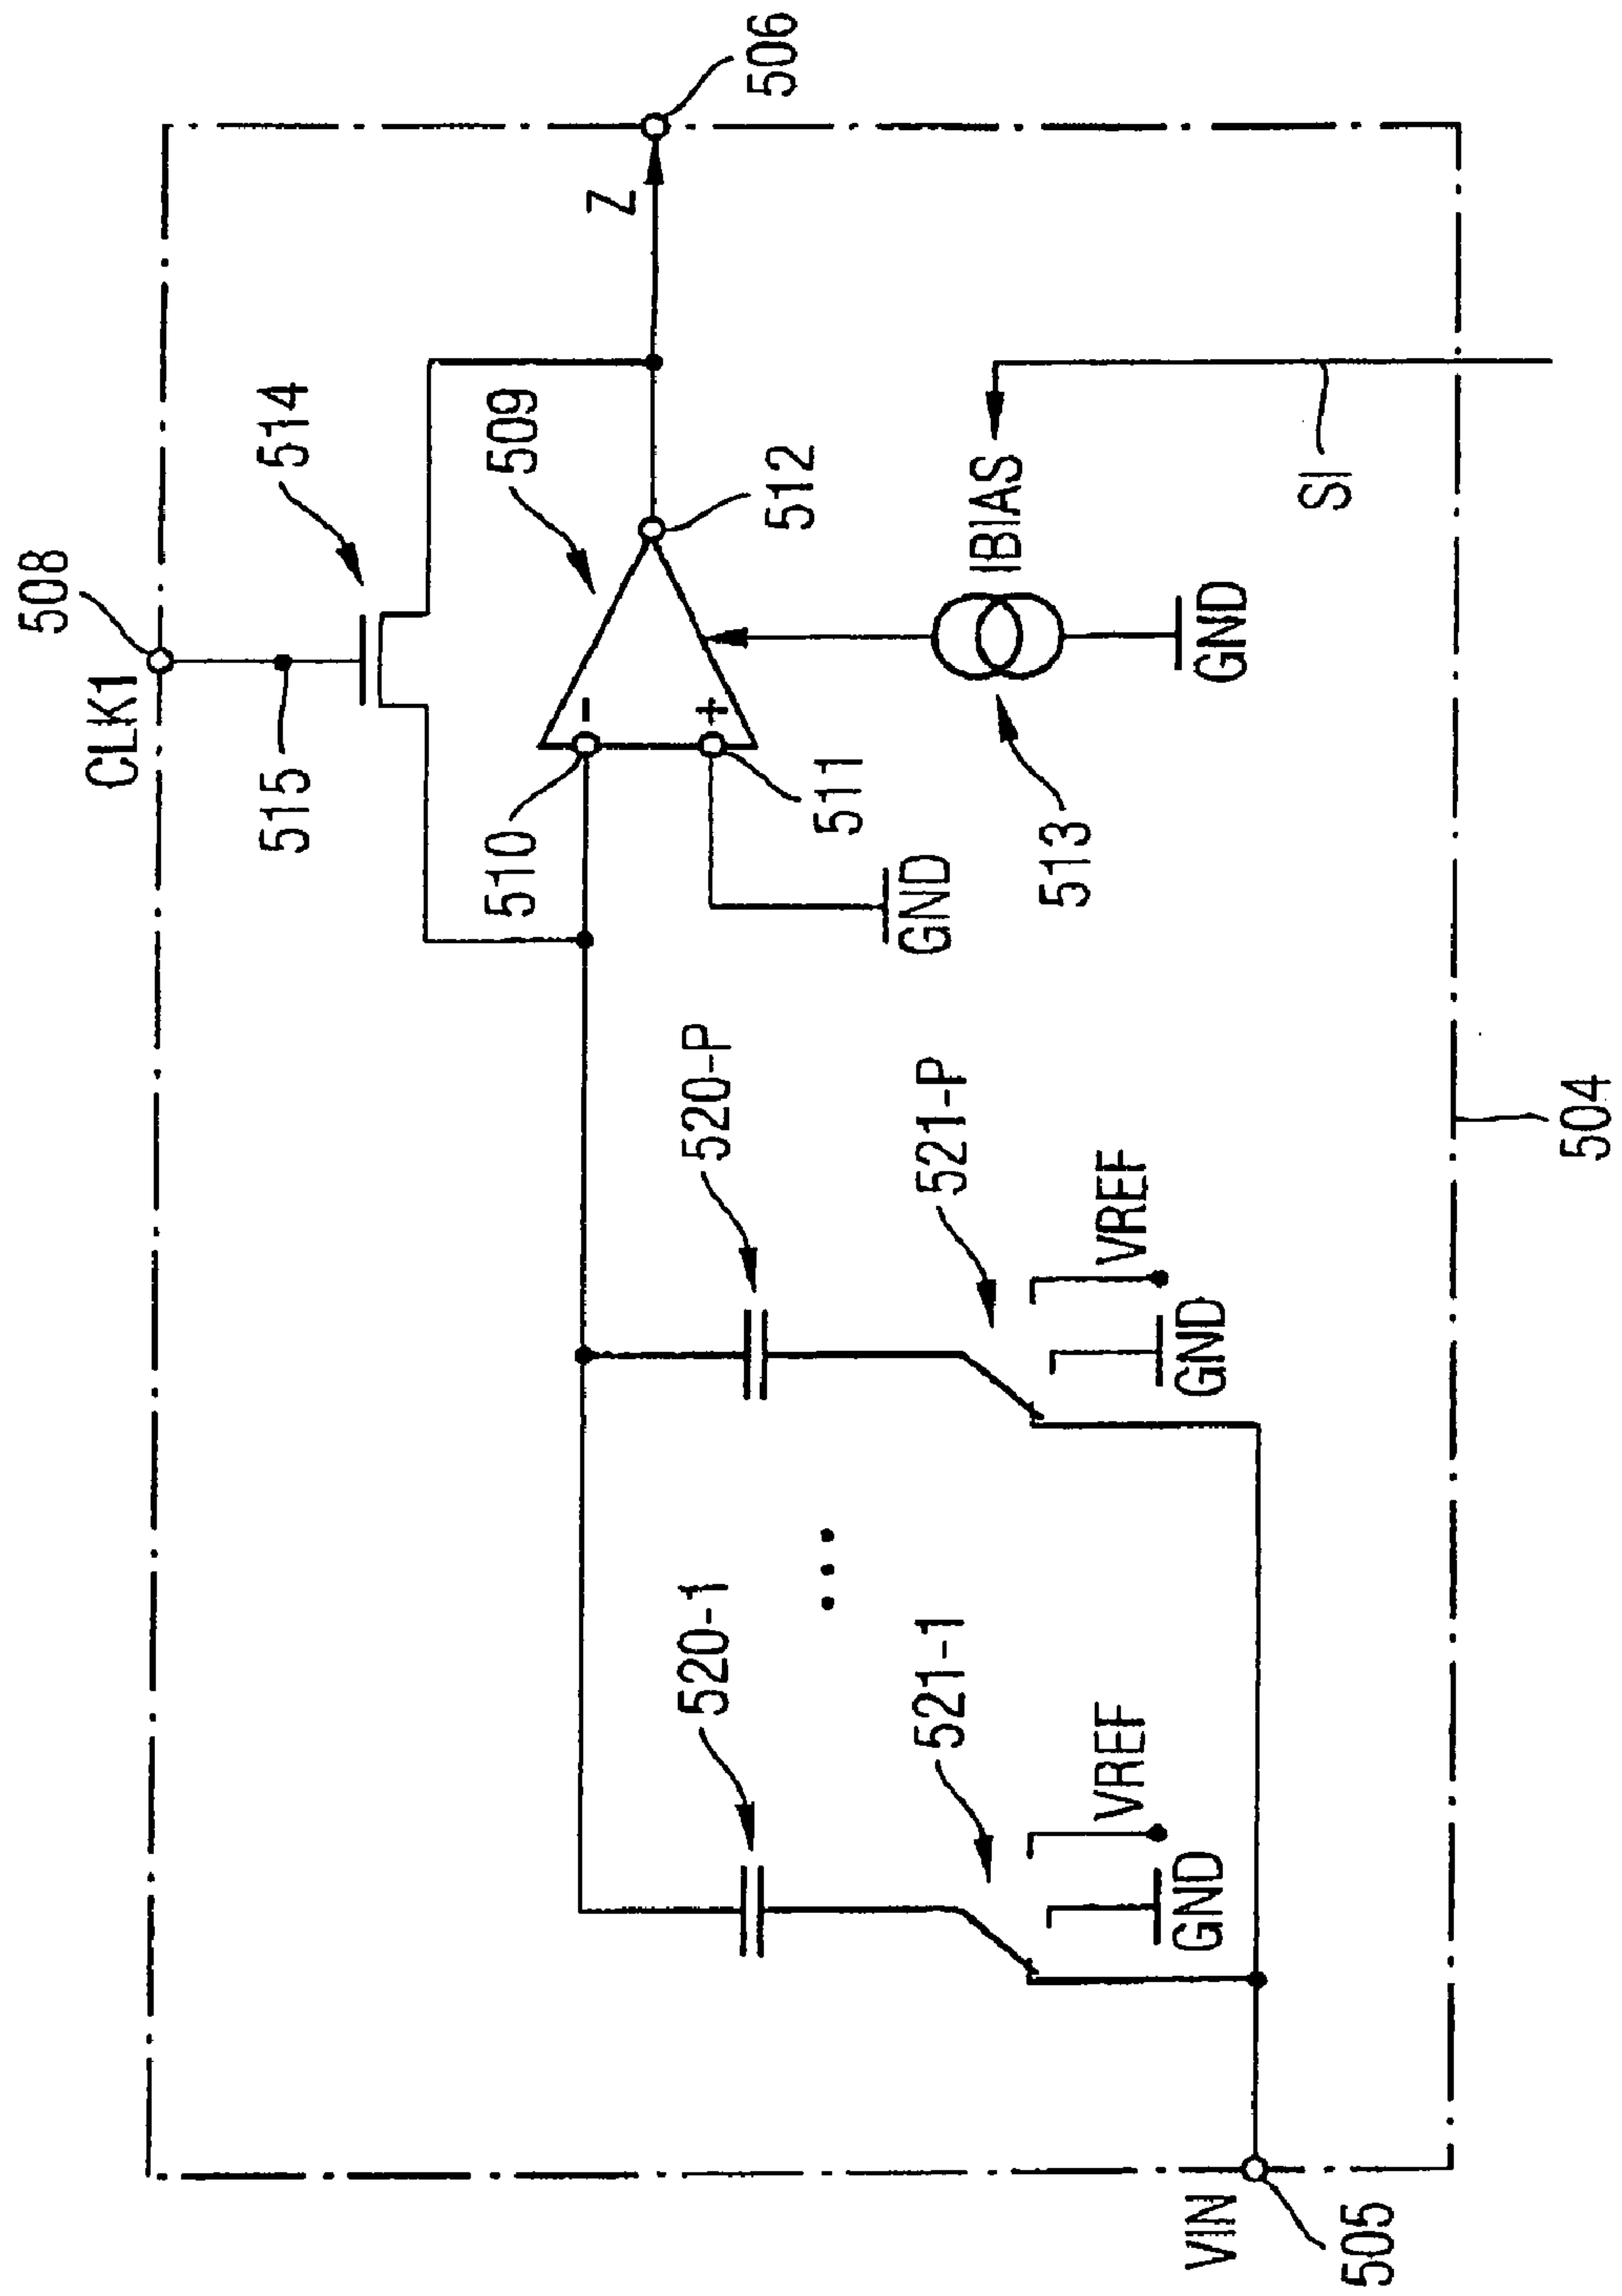 508
CLK1
515
514
506
Z
509
510
512
-
+
511
GND
513
IBIAS
GND
SI
520-1
520-P
...
521-1
521-P
VREF
GND
VREF
GND
VIN
505
504